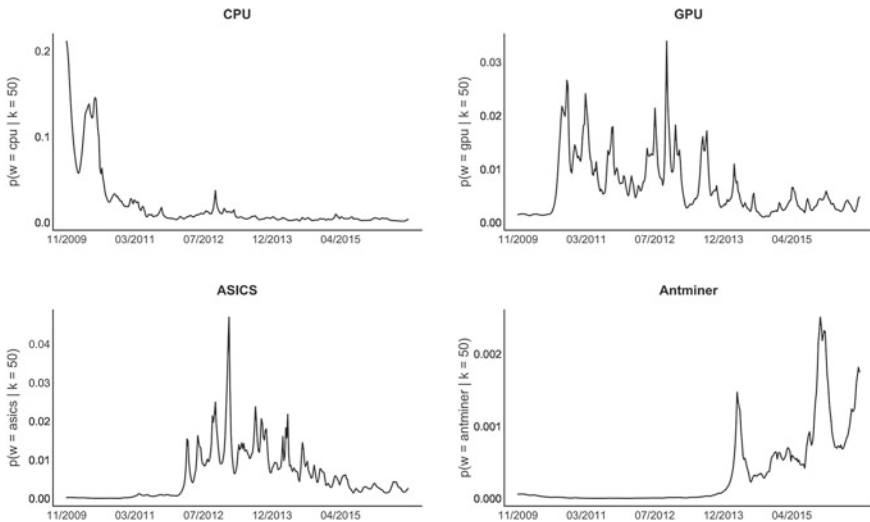 CPU
p(w = cpu | k = 50)
0.2
0.1
0.0
11/2009 03/2011 07/2012 12/2013 04/2015
GPU
p(w = gpu | k = 50)
0.03
0.02
0.01
0.00
11/2009 03/2011 07/2012 12/2013 04/2015
ASICS
p(w = asics | k = 50)
0.04
0.03
0.02
0.01
0.00
11/2009 03/2011 07/2012 12/2013 04/2015
Antminer
p(w = antminer | k = 50)
0.002
0.001
0.000
11/2009 03/2011 07/2012 12/2013 04/2015